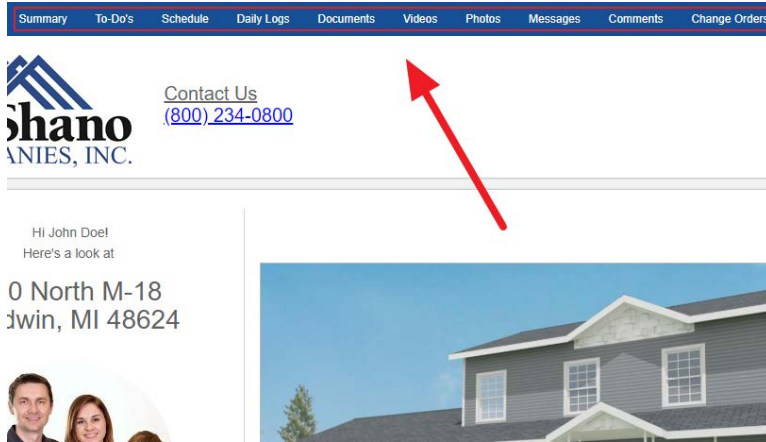 Summary To-Do's Schedule Daily Logs Documents Videos Photos Messages Comments Change Orders
Shano
ANIES, INC.
Contact Us
(800) 234-0800
Hi John Doe!
Here's a look at
0 North M-18
dwin, MI 48624